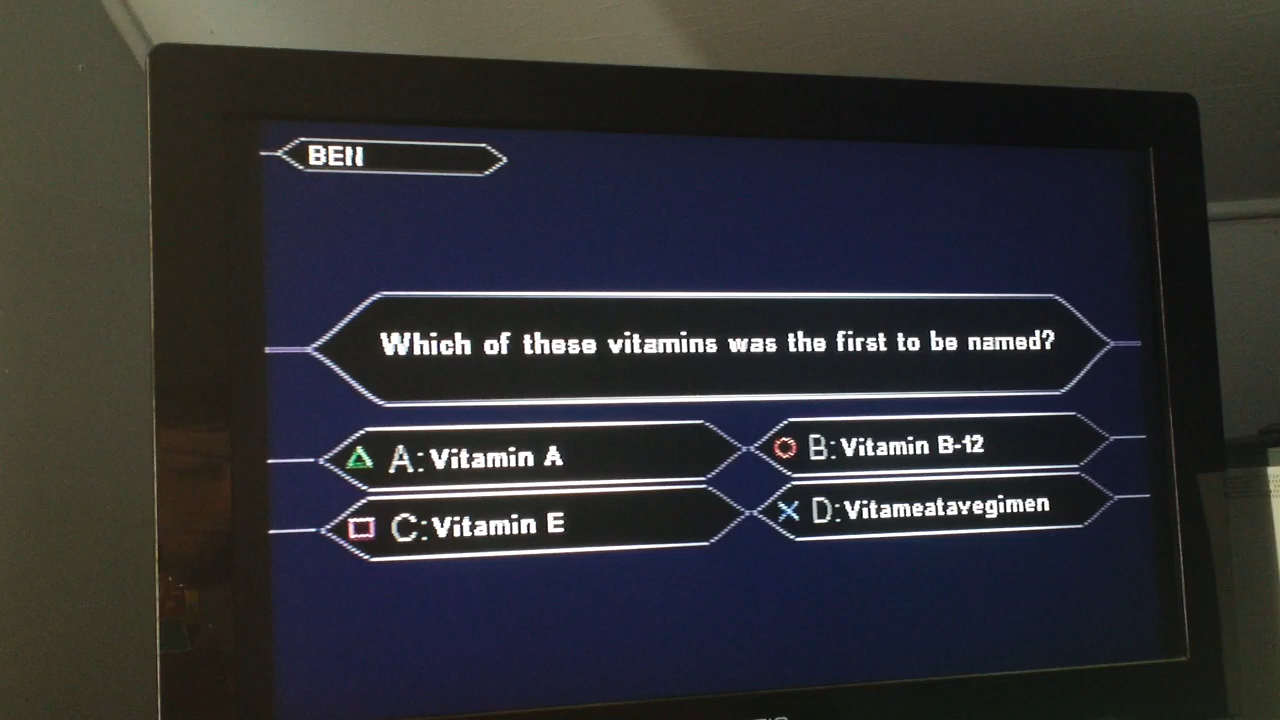 BEN
Which of these vitamins was the first to be named?
A: Vitamin A
B: Vitamin B-12
C: Vitamin E
D: Vitameatavegimen